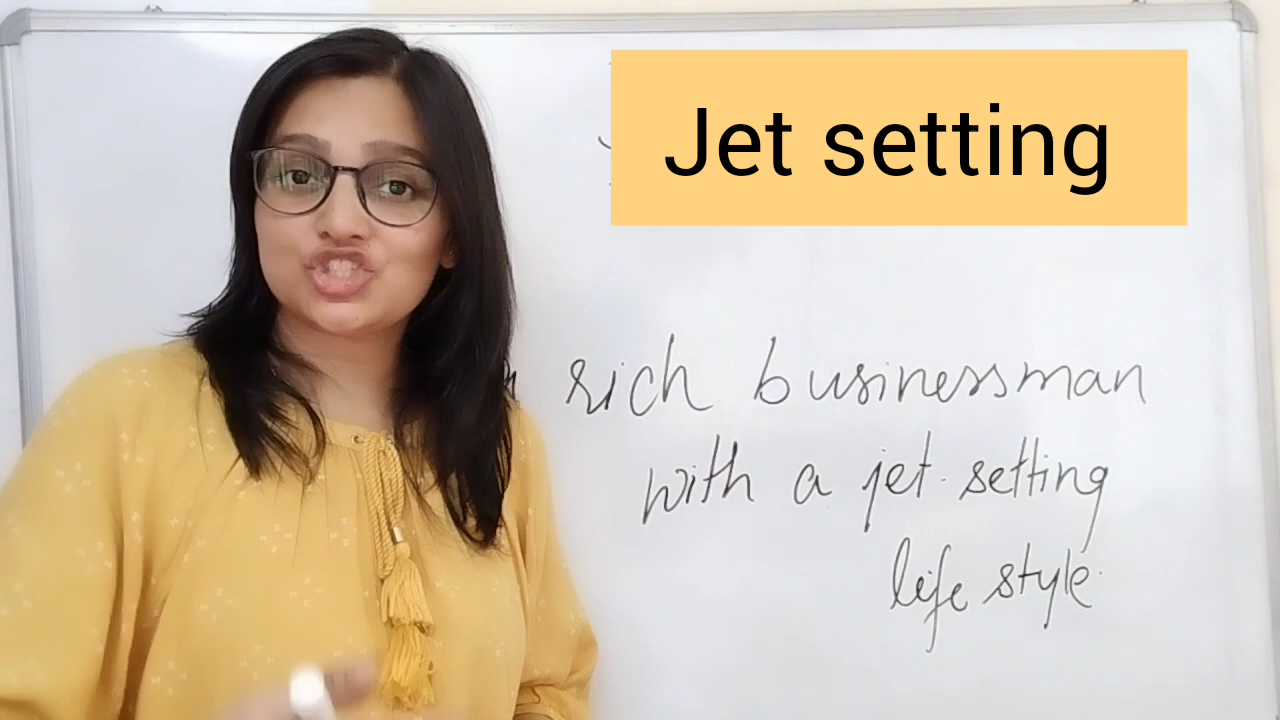 Jet setting
rich businessman
with a jet-setting
life style.